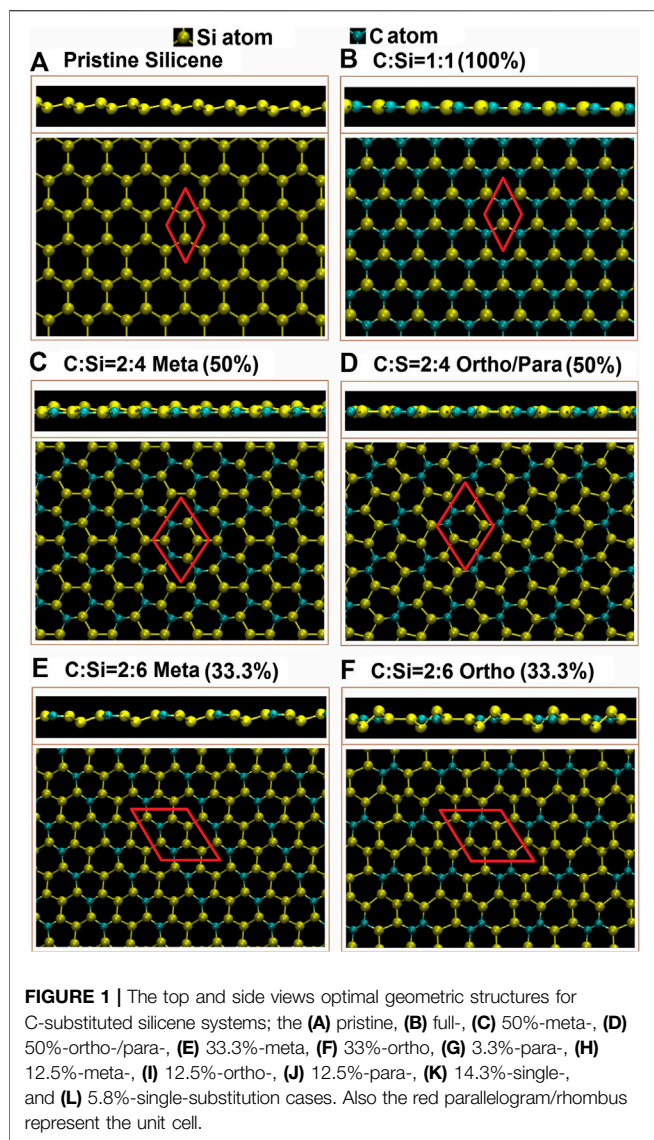 Si atom C atom
A Pristine Silicene
B C:Si=1:1 (100%)
C C:Si=2:4 Meta (50%)
D C:S=2:4 Ortho/Para (50%)
E C:Si=2:6 Meta (33.3%)
F C:Si=2:6 Ortho (33.3%)
FIGURE 1 | The top and side views optimal geometric structures for
C-substituted silicene systems; the (A) pristine, (B) full-, (C) 50%-meta-, (D)
50%-ortho-/para-, (E) 33.3%-meta, (F) 33%-ortho, (G) 3.3%-para-, (H)
12.5%-meta-, (I) 12.5%-ortho-, (J) 12.5%-para-, (K) 14.3%-single-,
and (L) 5.8%-single-substitution cases. Also the red parallelogram/rhombus
represent the unit cell.